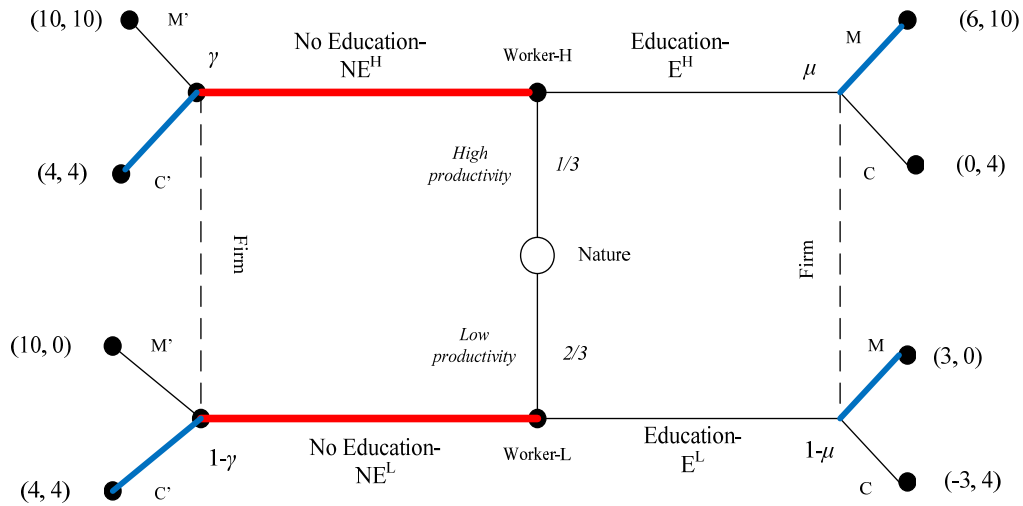 (10, 10)
M’
No Education-
NE^H
Worker-H
Education-
E^H
M
(6, 10)
γ
μ
(4, 4)
C’
High
productivity
1/3
C
(0, 4)
Firm
Nature
Firm
(10, 0)
M’
Low
productivity
2/3
M
(3, 0)
1-γ
No Education-
NE^L
Worker-L
Education-
E^L
1-μ
(4, 4)
C’
C
(-3, 4)